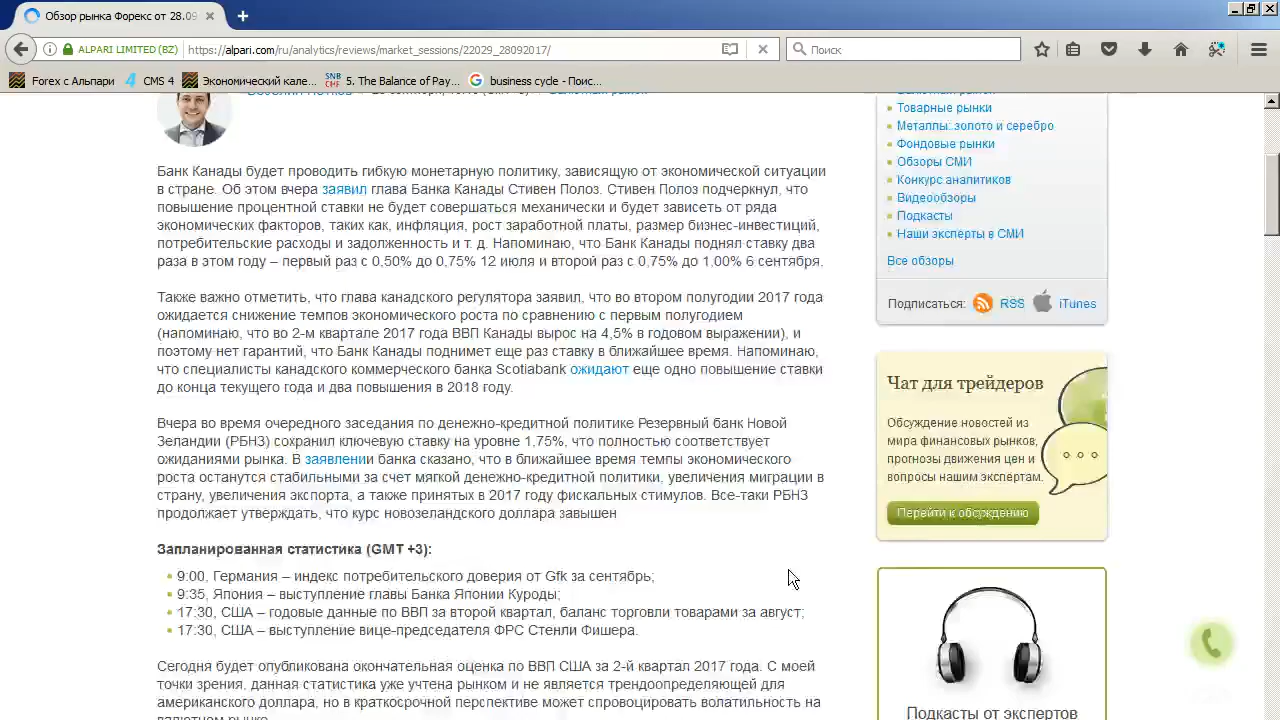 Обзор рынка Форекс от 28.09
ALPARI LIMITED (BZ)
https://alpari.com/ru/analytics/reviews/market_sessions/22029_28092017/
Поиск
Forex с Альпари
CMS 4
Экономический кале...
SNB CHF
5. The Balance of Pay...
business cycle - Поис...
Банк Канады будет проводить гибкую монетарную политику, зависящую от экономической ситуации
в стране. Об этом вчера заявил глава Банка Канады Стивен Полоз. Стивен Полоз подчеркнул, что
повышение процентной ставки не будет совершаться механически и будет зависеть от ряда
экономических факторов, таких как, инфляция, рост заработной платы, размер бизнес-инвестиций,
потребительские расходы и задолженность и т. д. Напоминаю, что Банк Канады поднял ставку два
раза в этом году – первый раз с 0,50% до 0,75% 12 июля и второй раз с 0,75% до 1,00% 6 сентября.
Также важно отметить, что глава канадского регулятора заявил, что во втором полугодии 2017 года
ожидается снижение темпов экономического роста по сравнению с первым полугодием
(напоминаю, что во 2-м квартале 2017 года ВВП Канады вырос на 4,5% в годовом выражении), и
поэтому нет гарантий, что Банк Канады поднимет еще раз ставку в ближайшее время. Напоминаю,
что специалисты канадского коммерческого банка Scotiabank ожидают еще одно повышение ставки
до конца текущего года и два повышения в 2018 году.
Вчера во время очередного заседания по денежно-кредитной политике Резервный банк Новой
Зеландии (РБНЗ) сохранил ключевую ставку на уровне 1,75%, что полностью соответствует
ожиданиями рынка. В заявлении банка сказано, что в ближайшее время темпы экономического
роста останутся стабильными за счет мягкой денежно-кредитной политики, увеличения миграции в
страну, увеличения экспорта, а также принятых в 2017 году фискальных стимулов. Все-таки РБНЗ
продолжает утверждать, что курс новозеландского доллара завышен
Запланированная статистика (GMT +3):
9:00, Германия – индекс потребительского доверия от Gfk за сентябрь;
9:35, Япония – выступление главы Банка Японии Куроды;
17:30, США – годовые данные по ВВП за второй квартал, баланс торговли товарами за август;
17:30, США – выступление вице-председателя ФРС Стенли Фишера.
Сегодня будет опубликована окончательная оценка по ВВП США за 2-й квартал 2017 года. С моей
точки зрения, данная статистика уже учтена рынком и не является трендоопределяющей для
американского доллара, но в краткосрочной перспективе может спровоцировать волатильность на
валютном рынке.
Товарные рынки
Металлы: золото и серебро
Фондовые рынки
Обзоры СМИ
Конкурс аналитиков
Видеообзоры
Подкасты
Наши эксперты в СМИ
Все обзоры
Подписаться: RSS iTunes
Чат для трейдеров
Обсуждение новостей из
мира финансовых рынков,
прогнозы движения цен и
вопросы нашим экспертам.
Перейти к обсуждению
Подкасты от экспертов